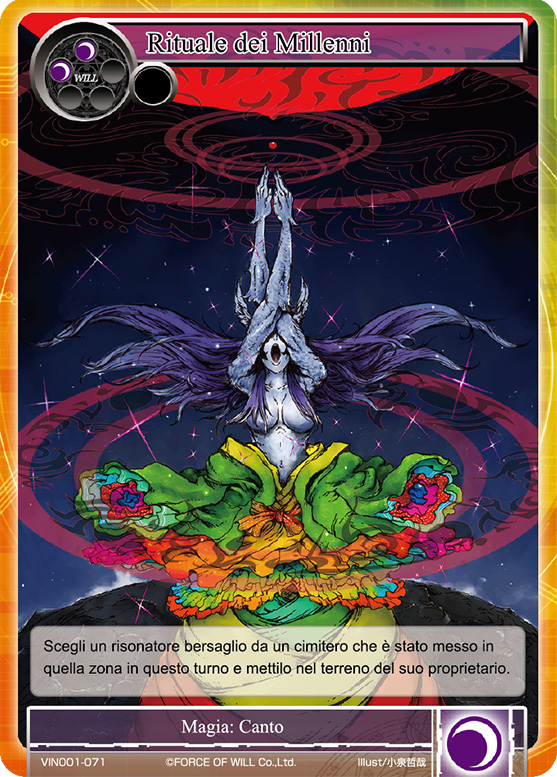 Rituale dei Millenni
WILL
Scegli un risonatore bersaglio da un cimitero che è stato messo in
quella zona in questo turno e mettilo nel terreno del suo proprietario.
Magia: Canto
VIN001-071 ©FORCE OF WILL Co.,Ltd. Illust/小泉哲哉